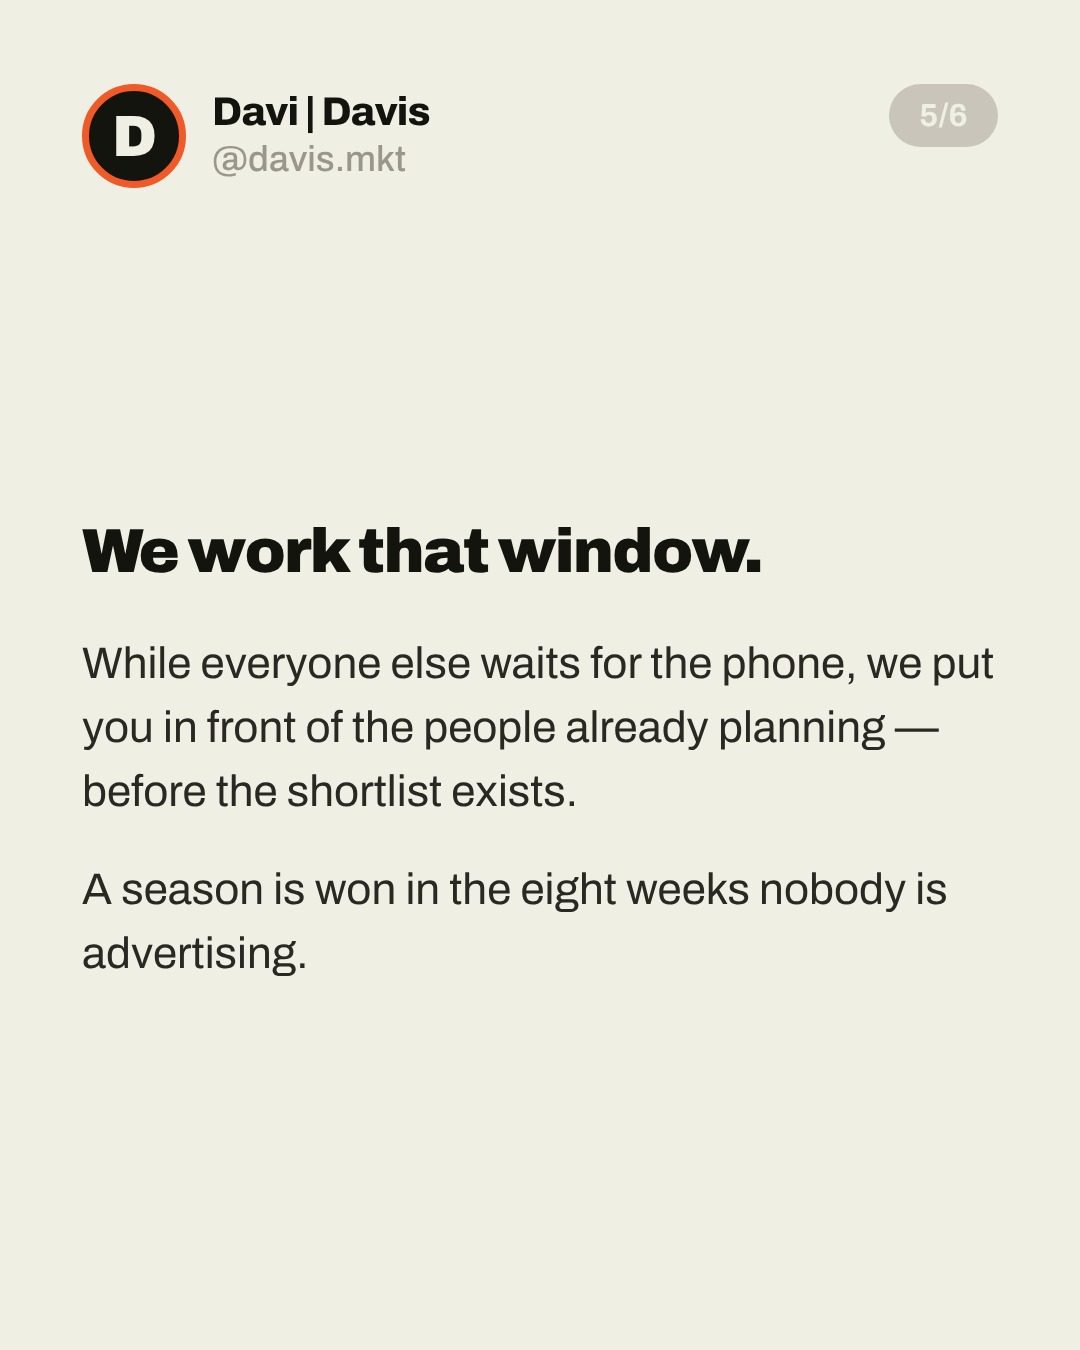 D
Davi | Davis
@davis.mkt
5/6
We work that window.
While everyone else waits for the phone, we put
you in front of the people already planning —
before the shortlist exists.
A season is won in the eight weeks nobody is
advertising.